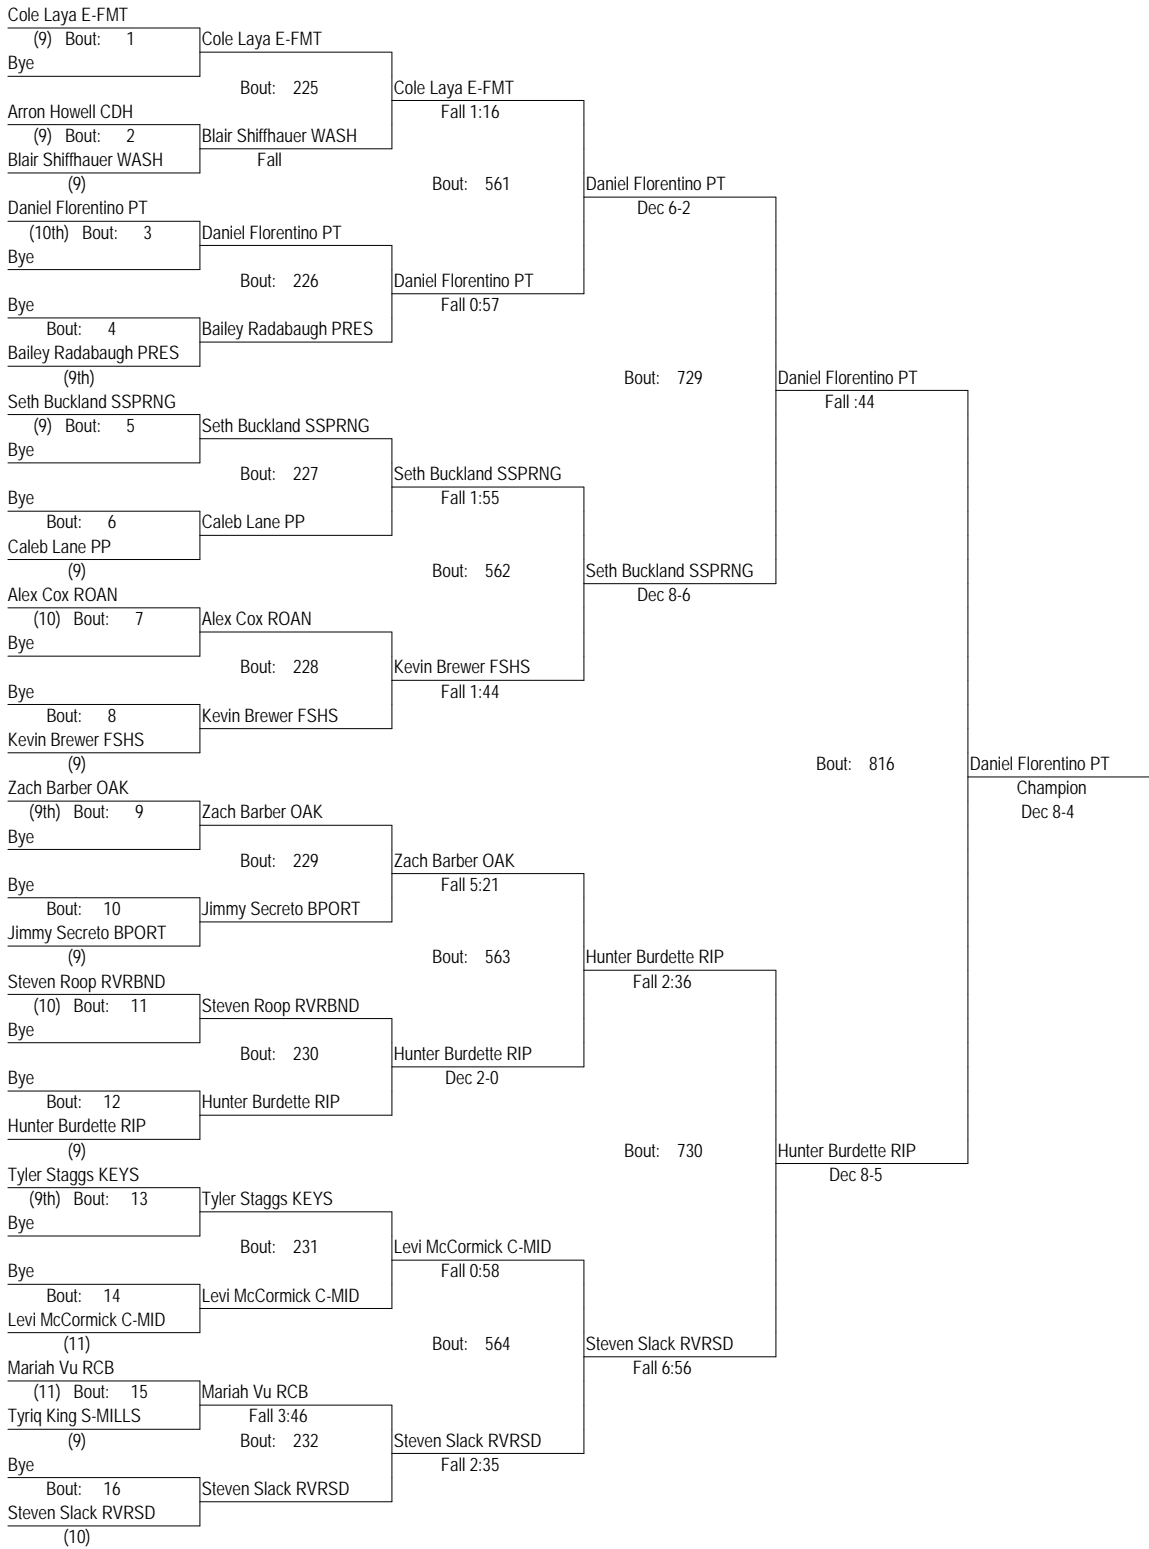 Cole Laya E-FMT
(9) Bout: 1 Cole Laya E-FMT
Bye
Bout: 225 Cole Laya E-FMT
Arron Howell CDH Fall 1:16
(9) Bout: 2 Blair Shiffhauer WASH
Blair Shiffhauer WASH Fall
(9) Bout: 561 Daniel Florentino PT
Daniel Florentino PT Dec 6-2
(10th) Bout: 3 Daniel Florentino PT
Bye
Bout: 226 Daniel Florentino PT
Bye Fall 0:57
Bout: 4 Bailey Radabaugh PRES
Bailey Radabaugh PRES
(9th) Bout: 729 Daniel Florentino PT
Seth Buckland SSPRNG Fall :44
(9) Bout: 5 Seth Buckland SSPRNG
Bye
Bout: 227 Seth Buckland SSPRNG
Bye Fall 1:55
Bout: 6 Caleb Lane PP
Caleb Lane PP
(9) Bout: 562 Seth Buckland SSPRNG
Alex Cox ROAN Dec 8-6
(10) Bout: 7 Alex Cox ROAN
Bye
Bout: 228 Kevin Brewer FSHS
Bye Fall 1:44
Bout: 8 Kevin Brewer FSHS
Kevin Brewer FSHS
(9) Bout: 816 Daniel Florentino PT
Zach Barber OAK Champion
(9th) Bout: 9 Zach Barber OAK Dec 8-4
Bye
Bout: 229 Zach Barber OAK
Bye Fall 5:21
Bout: 10 Jimmy Secreto BPORT
Jimmy Secreto BPORT
(9) Bout: 563 Hunter Burdette RIP
Steven Roop RVRBND Fall 2:36
(10) Bout: 11 Steven Roop RVRBND
Bye
Bout: 230 Hunter Burdette RIP
Bye Dec 2-0
Bout: 12 Hunter Burdette RIP
Hunter Burdette RIP
(9) Bout: 730 Hunter Burdette RIP
Tyler Staggs KEYS Dec 8-5
(9th) Bout: 13 Tyler Staggs KEYS
Bye
Bout: 231 Levi McCormick C-MID
Bye Fall 0:58
Bout: 14 Levi McCormick C-MID
Levi McCormick C-MID
(11) Bout: 564 Steven Slack RVRSD
Mariah Vu RCB Fall 6:56
(11) Bout: 15 Mariah Vu RCB
Tyriq King S-MILLS Fall 3:46
(9) Bout: 232 Steven Slack RVRSD
Bye Fall 2:35
Bout: 16 Steven Slack RVRSD
Steven Slack RVRSD
(10)